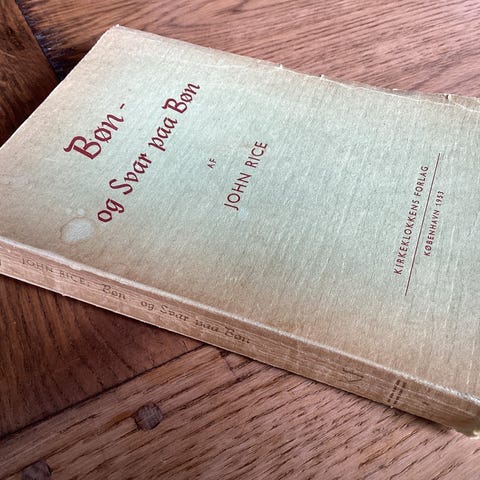 Bøn -
og Svar paa Bøn
AF
JOHN RICE
KIRKEKLOKKENS FORLAG
KØBENHAVN 1953
JOHN RICE: Bøn og Svar paa Bøn